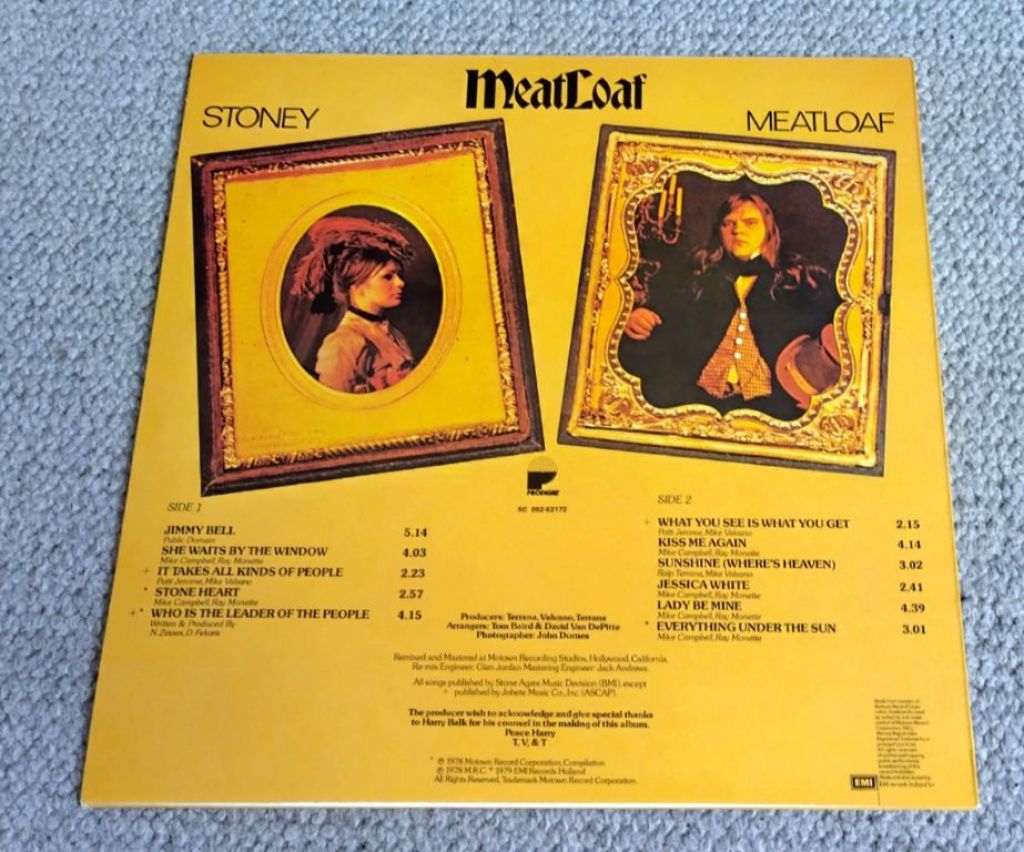 MeatLoaf
STONEY
MEATLOAF
PRODIGAL
5C 052-62172
SIDE 1
JIMMY BELL 5.14
Public Domain
SHE WAITS BY THE WINDOW 4.03
Mike Campbell, Ray Monette
+ IT TAKES ALL KINDS OF PEOPLE 2.23
Patti Jerome, Mike Valvano
* STONE HEART 2.57
Mike Campbell, Ray Monette
+* WHO IS THE LEADER OF THE PEOPLE 4.15
Written & Produced By
N. Zesses, D. Fekaris
SIDE 2
+ WHAT YOU SEE IS WHAT YOU GET 2.15
Patti Jerome, Mike Valvano
KISS ME AGAIN 4.14
Mike Campbell, Ray Monette
SUNSHINE (WHERE'S HEAVEN) 3.02
Ralp Terrana, Mike Valvano
JESSICA WHITE 2.41
Mike Campbell, Ray Monette
LADY BE MINE 4.39
Mike Campbell, Ray Monette
* EVERYTHING UNDER THE SUN 3.01
Mike Campbell, Ray Monette
Producers: Terrana, Valvano, Terrana
Arrangers: Tom Baird & David Van DePitte
Photographer: John Domes
Remixed and Mastered at Motown Recording Studios, Hollywood, California.
Re mix Engineer: Glen Jordan Mastering Engineer: Jack Andrews.
All songs published by Stone Agate Music Devision (BMI), except
+ published by Jobete Music Co., Inc. (ASCAP).
The producer wish to acknowledge and give special thanks
to Harry Balk for his counsel in the making of this album.
Peace Harry
T, V, & T
* ℗ 1978 Motown Record Corporation, Compilation
℗ 1978 M.R.C. ® 1979 EMI Records Holland
All Rights Reserved, Trademark Motown Record Corporation.
EMI